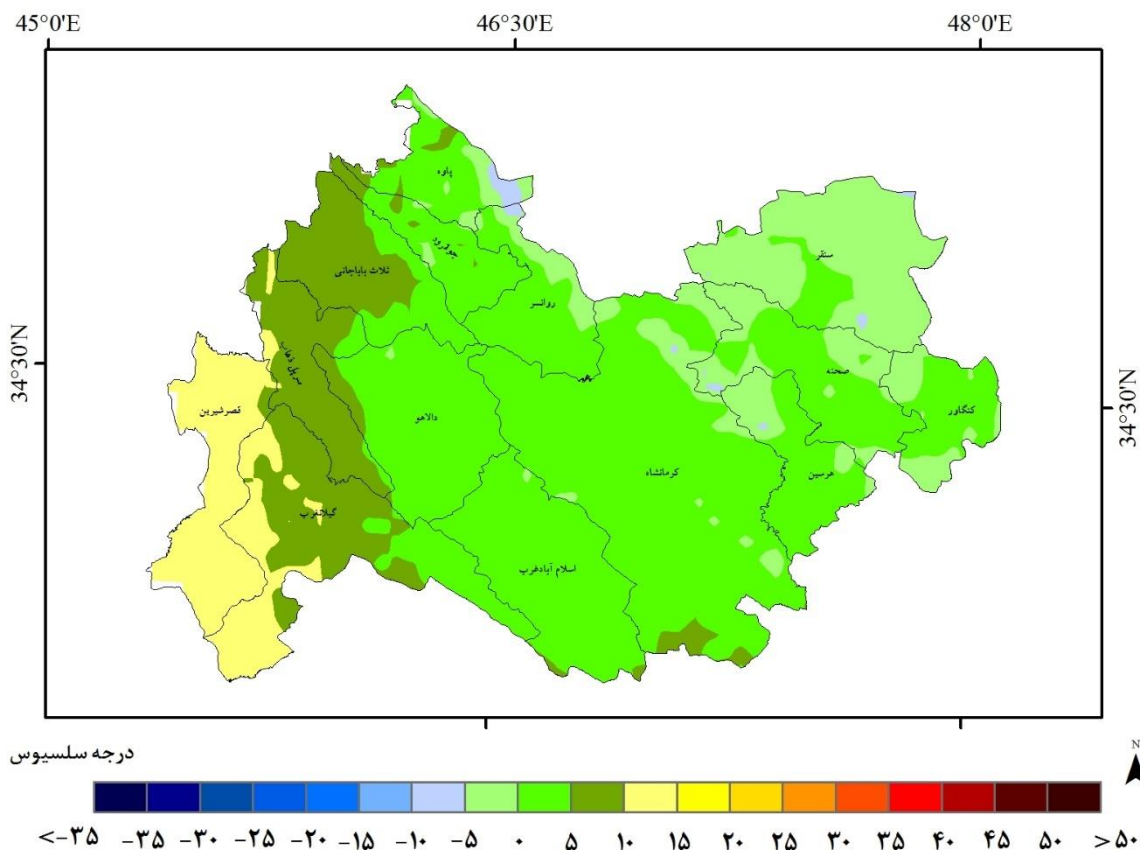 45°0'E 46°30'E 48°0'E
34°30'N
34°30'N
پاوه
جوانرود
ثلاث باباجانی
روانسر
سنقر
سرپل ذهاب
قصرشیرین
دالاهو
صحنه
کنگاور
کرمانشاه
هرسین
گیلانغرب
اسلام آبادغرب
درجه سلسیوس
N
<-۳۵ -۳۵ -۳۰ -۲۵ -۲۰ -۱۵ -۱۰ -۵ ۰ ۵ ۱۰ ۱۵ ۲۰ ۲۵ ۳۰ ۳۵ ۴۰ ۴۵ ۵۰ >۵۰